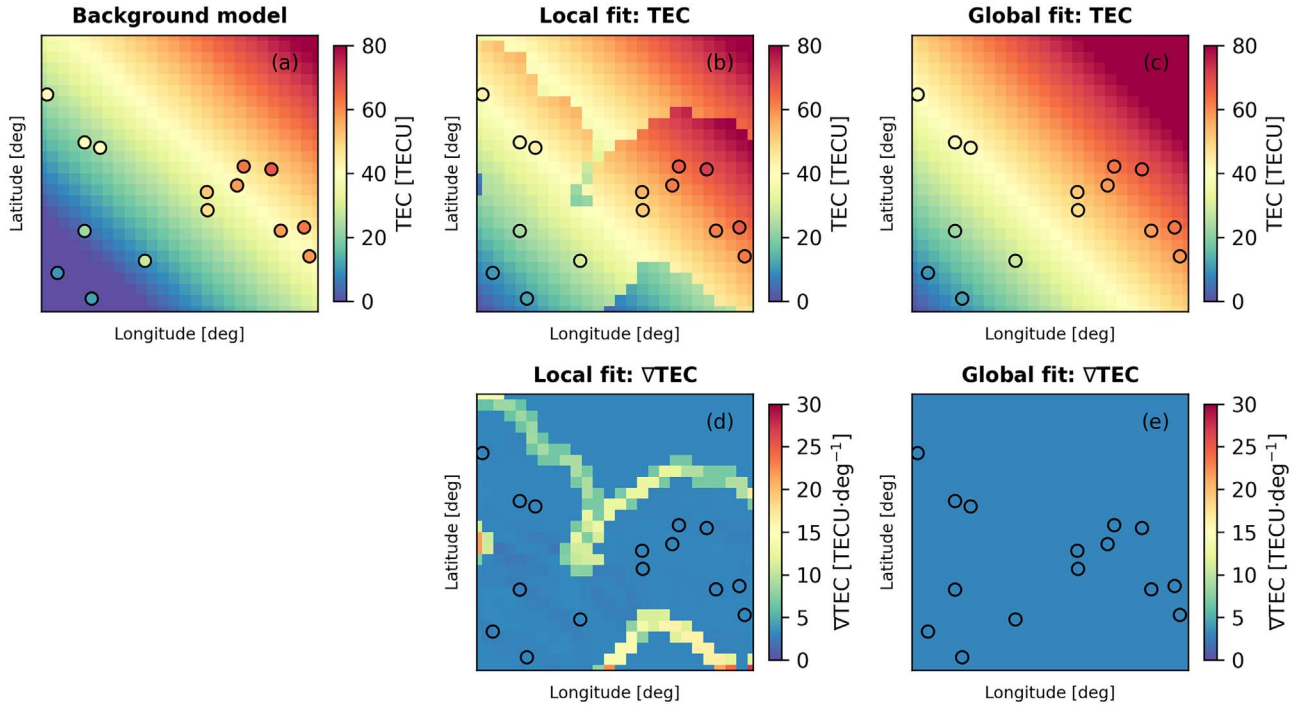 Background model
(a)
Latitude [deg]
Longitude [deg]
80
60
40
20
0
TEC [TECU]
Local fit: TEC
(b)
Latitude [deg]
Longitude [deg]
80
60
40
20
0
TEC [TECU]
Global fit: TEC
(c)
Latitude [deg]
Longitude [deg]
80
60
40
20
0
TEC [TECU]
Local fit: ∇TEC
(d)
Latitude [deg]
Longitude [deg]
30
25
20
15
10
5
0
∇TEC [TECU·deg⁻¹]
Global fit: ∇TEC
(e)
Latitude [deg]
Longitude [deg]
30
25
20
15
10
5
0
∇TEC [TECU·deg⁻¹]